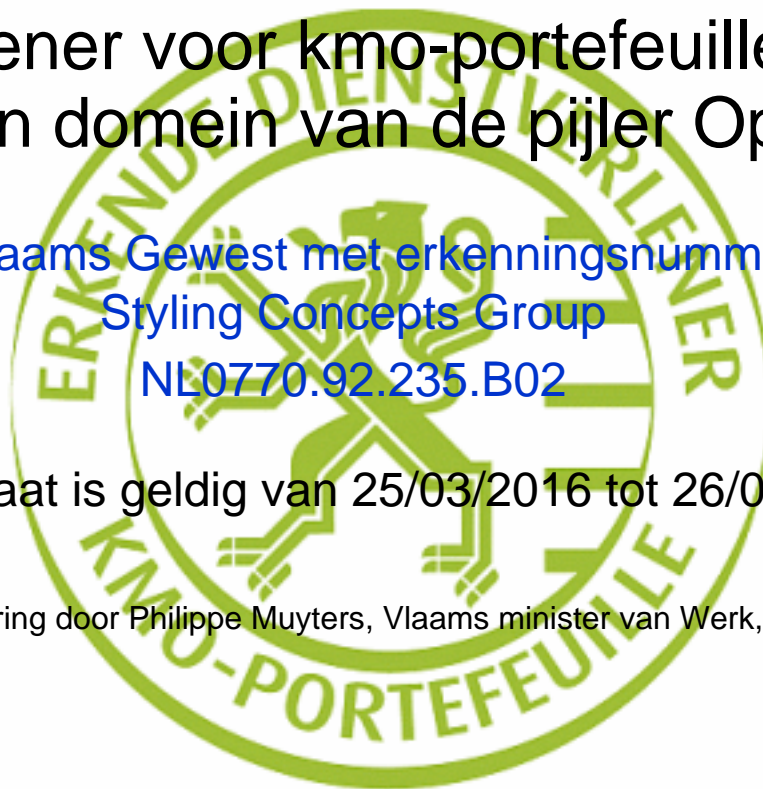 ener voor kmo-portefeuille
n domein van de pijler Op
aams Gewest met erkenningsnumm
Styling Concepts Group
NL0770.92.235.B02
aat is geldig van 25/03/2016 tot 26/0
ring door Philippe Muyters, Vlaams minister van Werk,
ERKENDE DIENSTVERLENER
KMO-PORTEFEUILLE